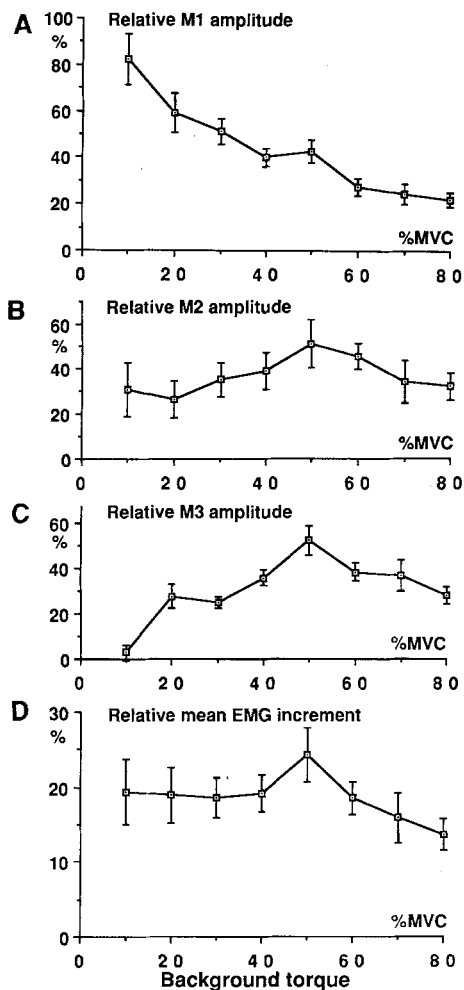 A
Relative M1 amplitude
100
%
80
60
40
20
0
%MVC
0 20 40 60 80
B
Relative M2 amplitude
60
%
40
20
0
%MVC
0 20 40 60 80
C
Relative M3 amplitude
60
%
40
20
0
%MVC
0 20 40 60 80
D
Relative mean EMG increment
30
%
20
10
0
%MVC
0 20 40 60 80
Background torque